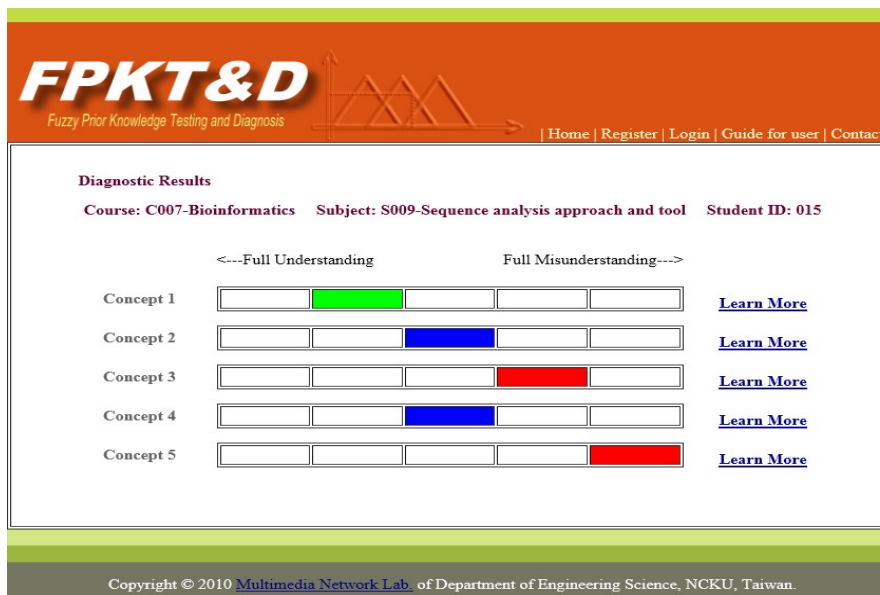 FPKT&D
Fuzzy Prior Knowledge Testing and Diagnosis
| Home | Register | Login | Guide for user | Contac
Diagnostic Results
Course: C007-Bioinformatics Subject: S009-Sequence analysis approach and tool Student ID: 015
<---Full Understanding Full Misunderstanding--->
Concept 1 Learn More
Concept 2 Learn More
Concept 3 Learn More
Concept 4 Learn More
Concept 5 Learn More
Copyright © 2010 Multimedia Network Lab. of Department of Engineering Science, NCKU, Taiwan.